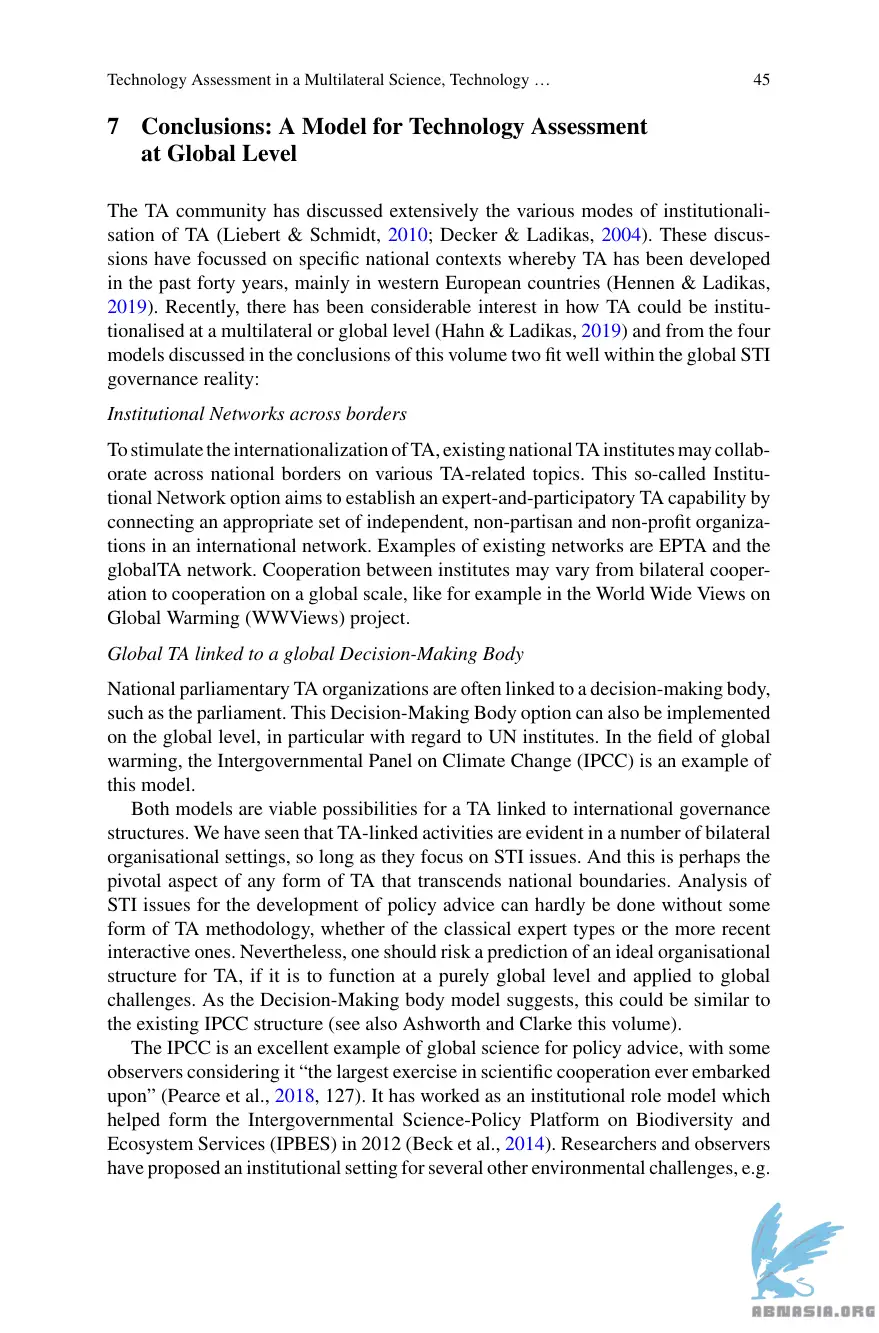 Technology Assessment in a Multilateral Science, Technology … 45
7 Conclusions: A Model for Technology Assessment
at Global Level
The TA community has discussed extensively the various modes of institutionali-
sation of TA (Liebert & Schmidt, 2010; Decker & Ladikas, 2004). These discus-
sions have focussed on specific national contexts whereby TA has been developed
in the past forty years, mainly in western European countries (Hennen & Ladikas,
2019). Recently, there has been considerable interest in how TA could be institu-
tionalised at a multilateral or global level (Hahn & Ladikas, 2019) and from the four
models discussed in the conclusions of this volume two fit well within the global STI
governance reality:
Institutional Networks across borders
To stimulate the internationalization of TA, existing national TA institutes may collab-
orate across national borders on various TA-related topics. This so-called Institu-
tional Network option aims to establish an expert-and-participatory TA capability by
connecting an appropriate set of independent, non-partisan and non-profit organiza-
tions in an international network. Examples of existing networks are EPTA and the
globalTA network. Cooperation between institutes may vary from bilateral cooper-
ation to cooperation on a global scale, like for example in the World Wide Views on
Global Warming (WWViews) project.
Global TA linked to a global Decision-Making Body
National parliamentary TA organizations are often linked to a decision-making body,
such as the parliament. This Decision-Making Body option can also be implemented
on the global level, in particular with regard to UN institutes. In the field of global
warming, the Intergovernmental Panel on Climate Change (IPCC) is an example of
this model.
Both models are viable possibilities for a TA linked to international governance
structures. We have seen that TA-linked activities are evident in a number of bilateral
organisational settings, so long as they focus on STI issues. And this is perhaps the
pivotal aspect of any form of TA that transcends national boundaries. Analysis of
STI issues for the development of policy advice can hardly be done without some
form of TA methodology, whether of the classical expert types or the more recent
interactive ones. Nevertheless, one should risk a prediction of an ideal organisational
structure for TA, if it is to function at a purely global level and applied to global
challenges. As the Decision-Making body model suggests, this could be similar to
the existing IPCC structure (see also Ashworth and Clarke this volume).
The IPCC is an excellent example of global science for policy advice, with some
observers considering it “the largest exercise in scientific cooperation ever embarked
upon” (Pearce et al., 2018, 127). It has worked as an institutional role model which
helped form the Intergovernmental Science-Policy Platform on Biodiversity and
Ecosystem Services (IPBES) in 2012 (Beck et al., 2014). Researchers and observers
have proposed an institutional setting for several other environmental challenges, e.g.
ABNASIA.ORG